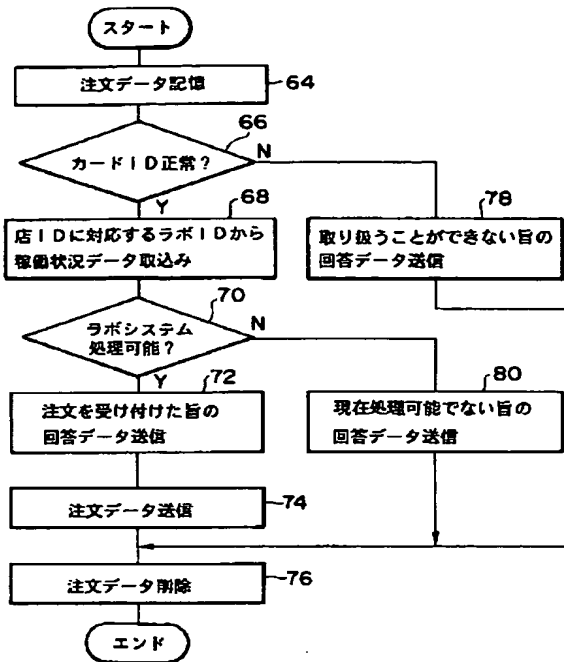 スタート
注文データ記憶
64
66
カードID正常?
N
Y
68
店IDに対応するラボIDから
稼働状況データ取込み
78
取り扱うことができない旨の
回答データ送信
70
ラボシステム
処理可能?
N
Y
72
注文を受け付けた旨の
回答データ送信
80
現在処理可能でない旨の
回答データ送信
注文データ送信
74
注文データ削除
76
エンド